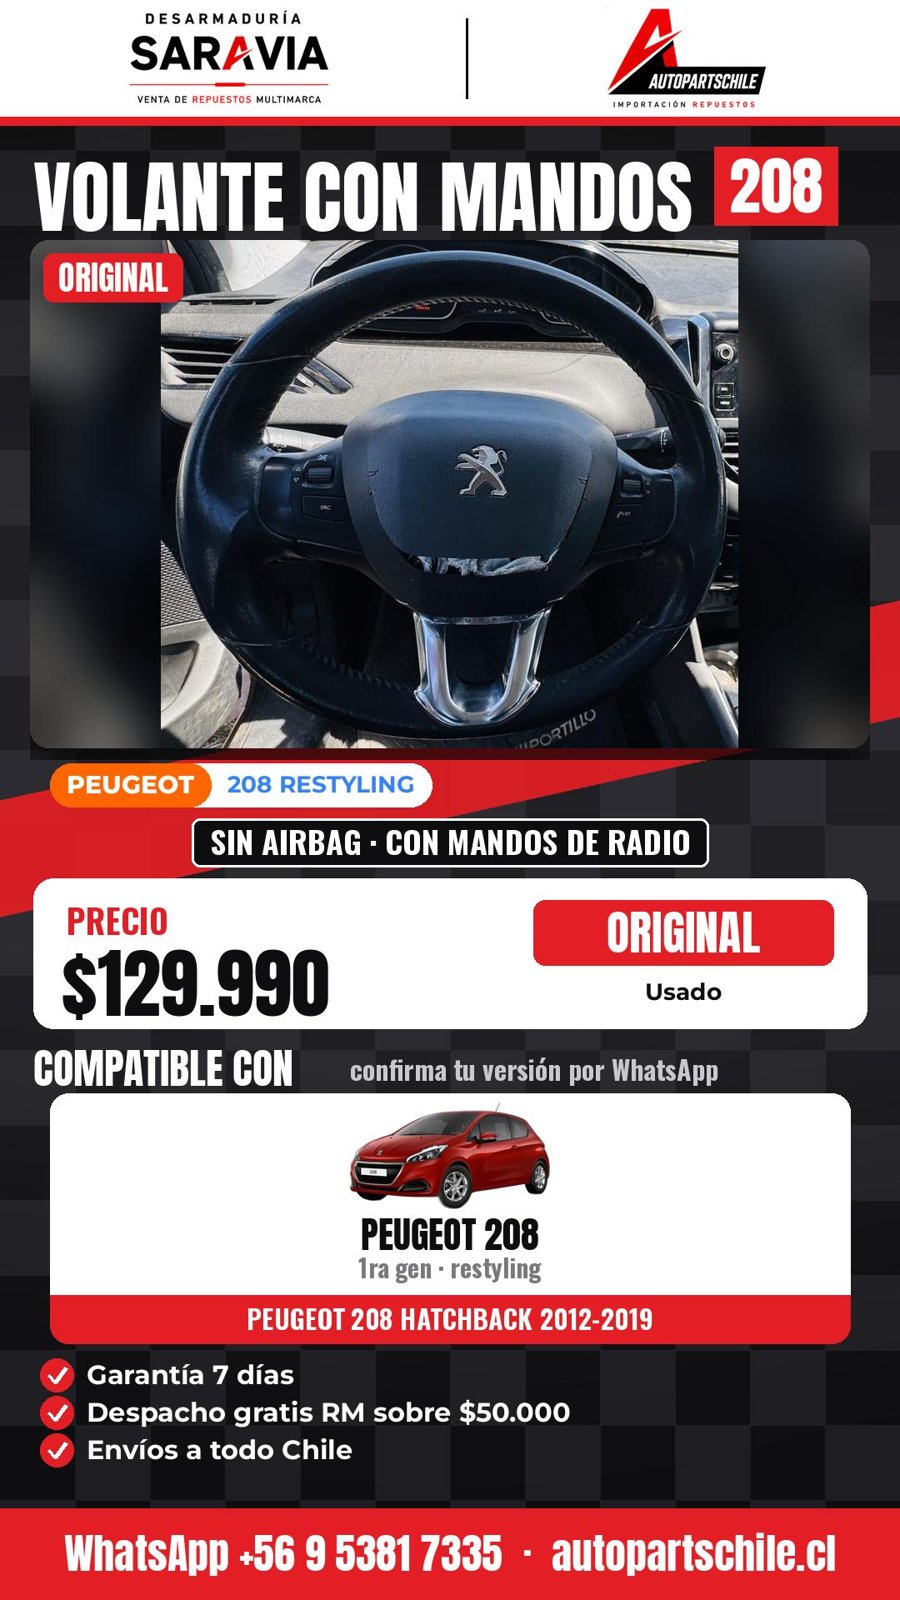 DESARMADURÍA
SARAVIA
VENTA DE REPUESTOS MULTIMARCA
AUTOPARTSCHILE
IMPORTACIÓN REPUESTOS
VOLANTE CON MANDOS 208
ORIGINAL
PORTILLO
PEUGEOT 208 RESTYLING
SIN AIRBAG · CON MANDOS DE RADIO
PRECIO
$129.990
ORIGINAL
Usado
COMPATIBLE CON confirma tu versión por WhatsApp
PEUGEOT 208
1ra gen · restyling
PEUGEOT 208 HATCHBACK 2012-2019
Garantía 7 días
Despacho gratis RM sobre $50.000
Envíos a todo Chile
WhatsApp +56 9 5381 7335 · autopartschile.cl